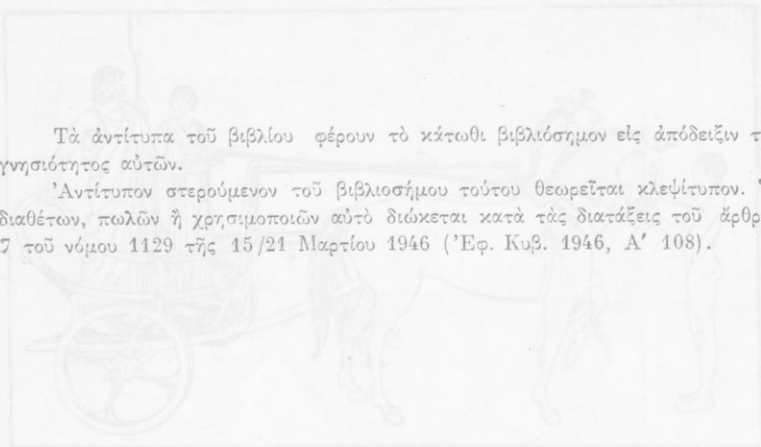 Τὰ ἀντίτυπα τοῦ βιβλίου φέρουν τὸ κάτωθι βιβλιόσημον εἰς ἀπόδειξιν τ
γνησιότητος αὐτῶν.
Ἀντίτυπον στερούμενον τοῦ βιβλιοσήμου τούτου θεωρεῖται κλεψίτυπον. Ὁ
διαθέτων, πωλῶν ἢ χρησιμοποιῶν αὐτὸ διώκεται κατὰ τὰς διατάξεις τοῦ ἄρθρ
7 τοῦ νόμου 1129 τῆς 15/21 Μαρτίου 1946 (Ἐφ. Κυβ. 1946, Α' 108).